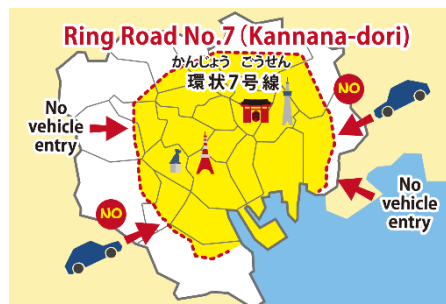 Ring Road No.7 (Kannana-dori)
かんじょう ごうせん
環状7号線
NO
No
vehicle
entry
No
vehicle
entry
NO